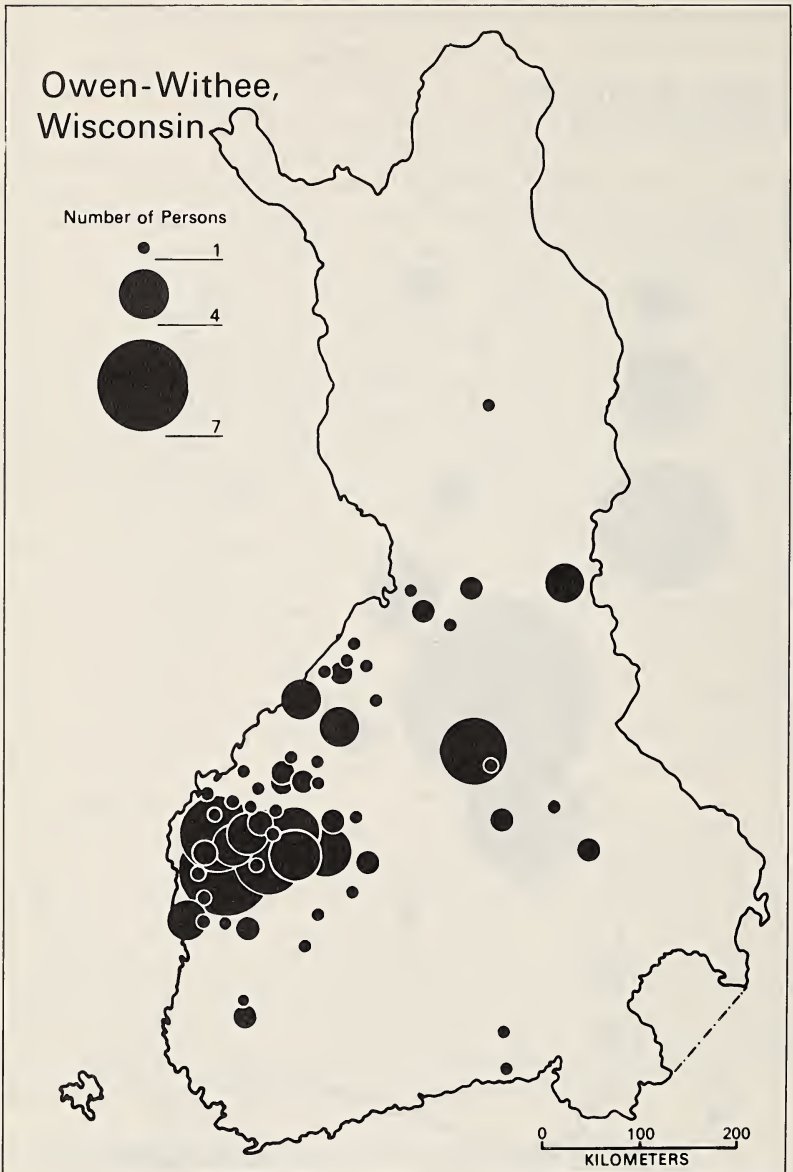 Owen-Withee,
Wisconsin
Number of Persons
1
4
7
0 100 200
KILOMETERS